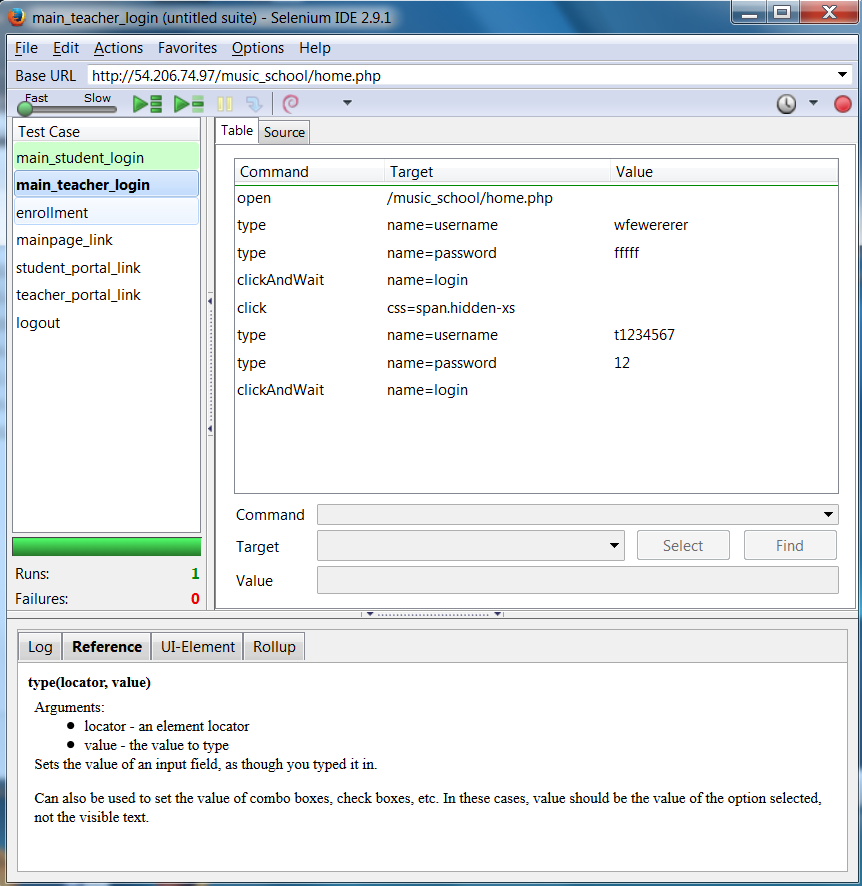 main_teacher_login (untitled suite) - Selenium IDE 2.9.1
File Edit Actions Favorites Options Help
Base URL http://54.206.74.97/music_school/home.php
Fast Slow
Test Case
main_student_login
main_teacher_login
enrollment
mainpage_link
student_portal_link
teacher_portal_link
logout
Runs: 1
Failures: 0
Table Source
Command Target Value
open /music_school/home.php
type name=username wfewererer
type name=password fffff
clickAndWait name=login
click css=span.hidden-xs
type name=username t1234567
type name=password 12
clickAndWait name=login
Command
Target Select Find
Value
Log Reference UI-Element Rollup
type(locator, value)
Arguments:
• locator - an element locator
• value - the value to type
Sets the value of an input field, as though you typed it in.
Can also be used to set the value of combo boxes, check boxes, etc. In these cases, value should be the value of the option selected,
not the visible text.